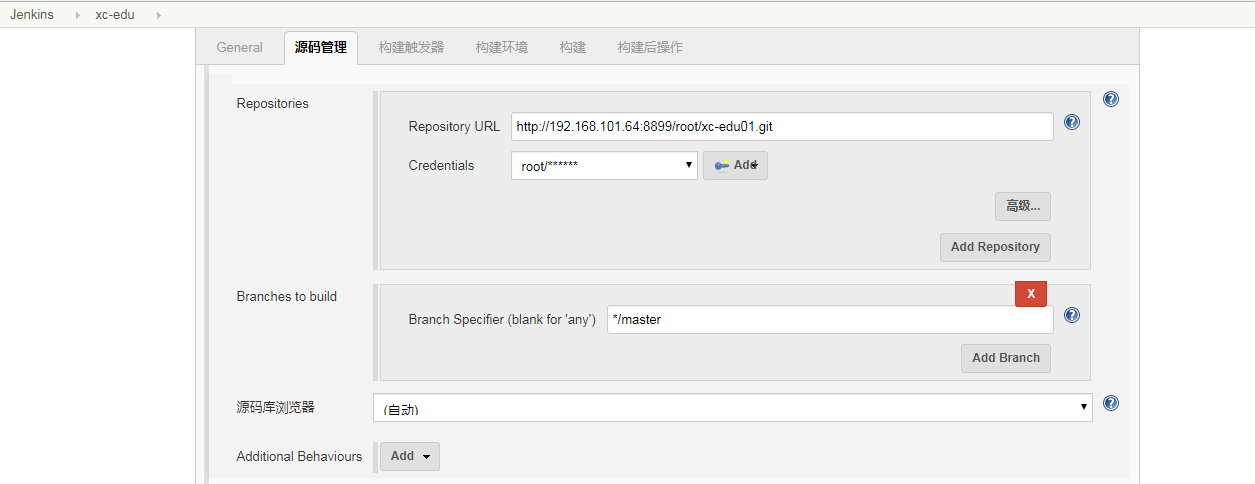 Jenkins xc-edu
General 源码管理 构建触发器 构建环境 构建 构建后操作
Repositories
Repository URL http://192.168.101.64:8899/root/xc-edu01.git
Credentials root/****** Add
高级...
Add Repository
Branches to build
X
Branch Specifier (blank for 'any') */master
Add Branch
源码库浏览器 (自动)
Additional Behaviours Add